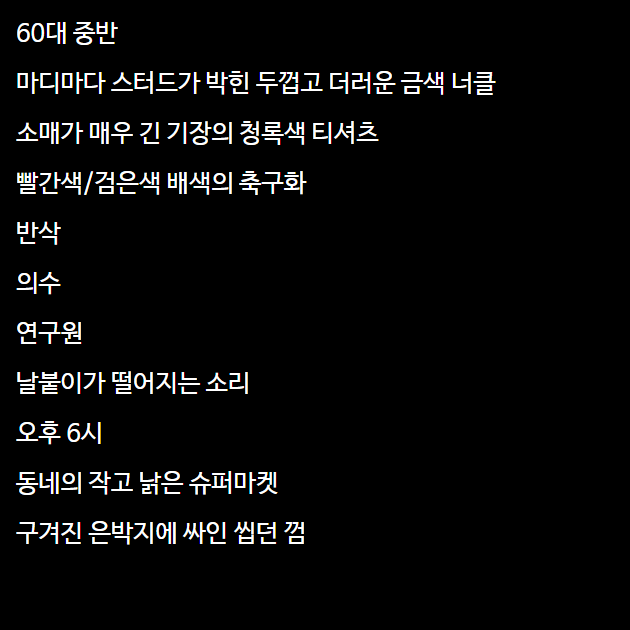 60대 중반
마디마다 스터드가 박힌 두껍고 더러운 금색 너클
소매가 매우 긴 기장의 청록색 티셔츠
빨간색/검은색 배색의 축구화
반삭
의수
연구원
날붙이가 떨어지는 소리
오후 6시
동네의 작고 낡은 슈퍼마켓
구겨진 은박지에 싸인 씹던 껌